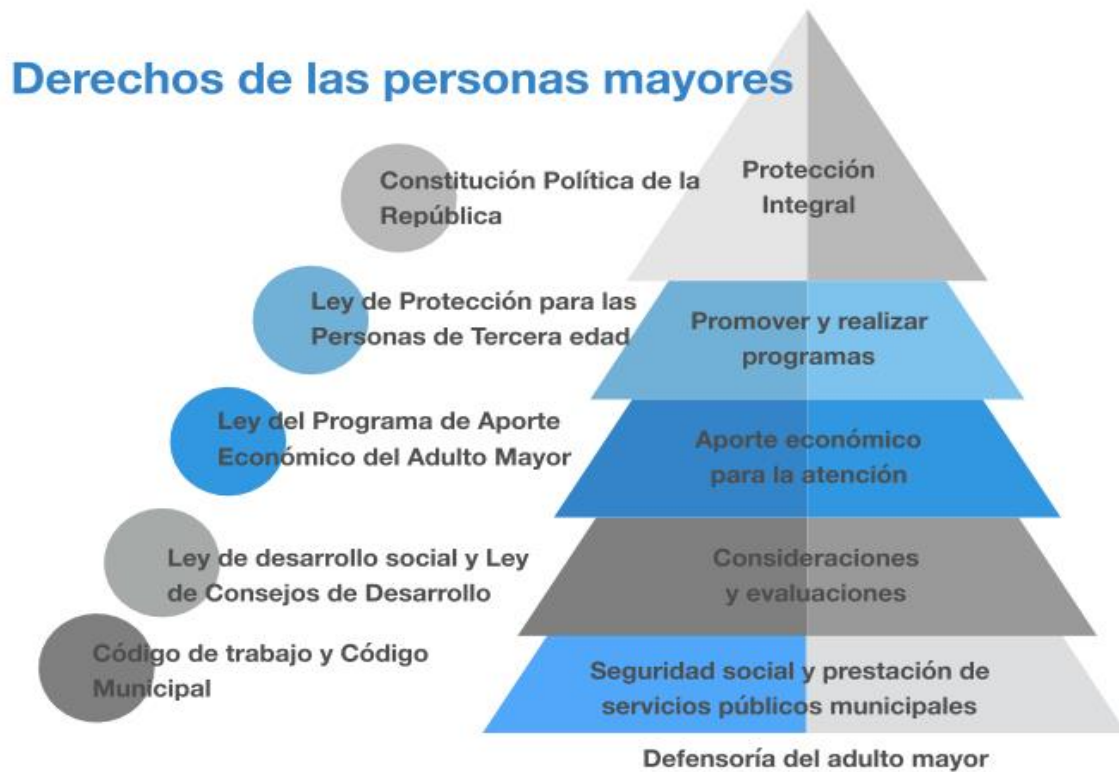 Derechos de las personas mayores
Constitución Política de la
República
Protección
Integral
Ley de Protección para las
Personas de Tercera edad
Promover y realizar
programas
Ley del Programa de Aporte
Económico del Adulto Mayor
Aporte económico
para la atención
Ley de desarrollo social y Ley
de Consejos de Desarrollo
Consideraciones
y evaluaciones
Código de trabajo y Código
Municipal
Seguridad social y prestación de
servicios públicos municipales
Defensoría del adulto mayor